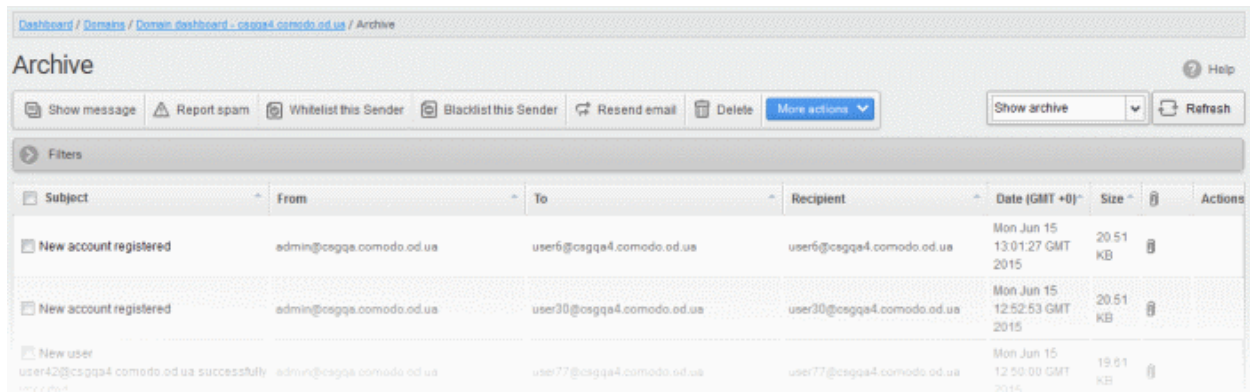 Dashboard / Domains / Domain dashboard - csgqa4.comodo.od.ua / Archive
Archive
Help
Show message Report spam Whitelist this Sender Blacklist this Sender Resend email Delete More actions Show archive Refresh
Filters
Subject From To Recipient Date (GMT +0) Size Actions
New account registered admin@csgqa.comodo.od.ua user6@csgqa4.comodo.od.ua user6@csgqa4.comodo.od.ua Mon Jun 15 20.51
13:01:27 GMT KB
2015
New account registered admin@csgqa.comodo.od.ua user30@csgqa4.comodo.od.ua user30@csgqa4.comodo.od.ua Mon Jun 15 20.51
12:52:53 GMT KB
2015
New user Mon Jun 15 19.61
user42@csgqa4.comodo.od.ua successfully admin@csgqa.comodo.od.ua user77@csgqa4.comodo.od.ua user77@csgqa4.comodo.od.ua 12:50:00 GMT KB
2015